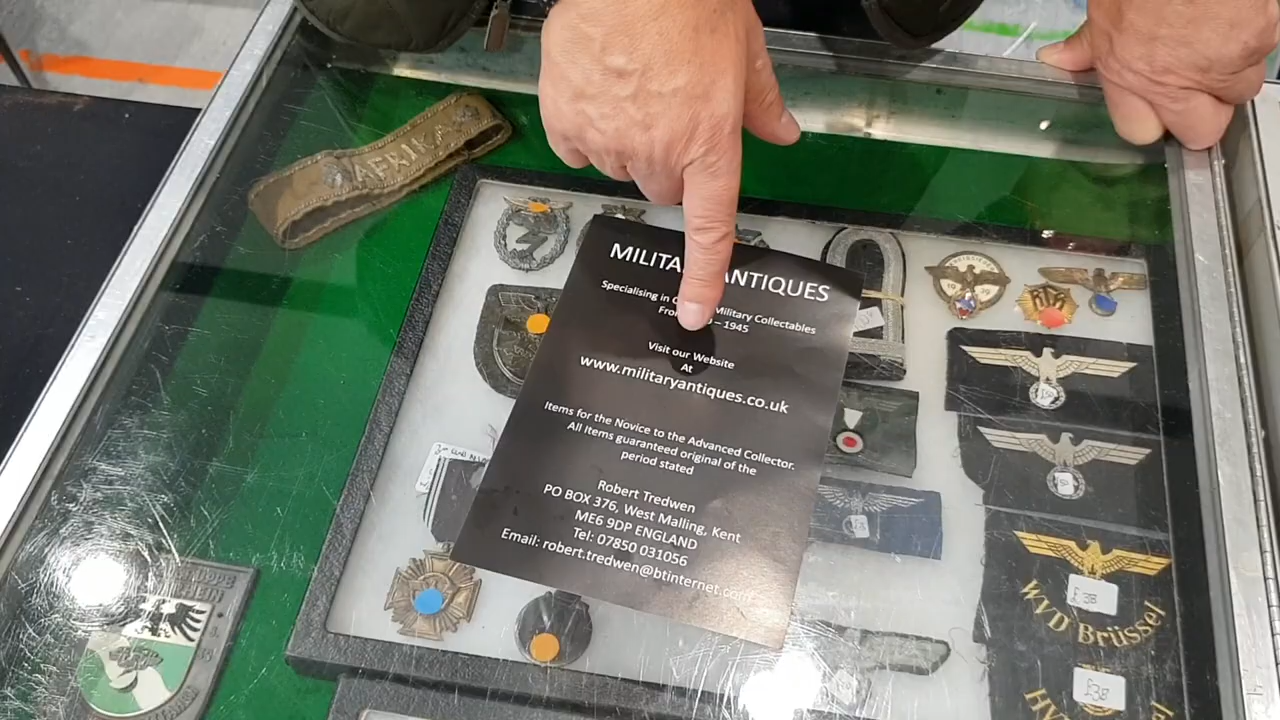 AFRIKA
MILITA ANTIQUES
Specialising in Military Collectables
– 1945
Visit our Website
At
www.militaryantiques.co.uk
Items for the Novice to the Advanced Collector.
All Items guaranteed original of the
period stated
Robert Tredwen
PO BOX 376, West Malling, Kent
ME6 9DP ENGLAND
Tel: 07850 031056
Email: robert.tredwen@btinternet.com
£38
WVD Brüssel
£38